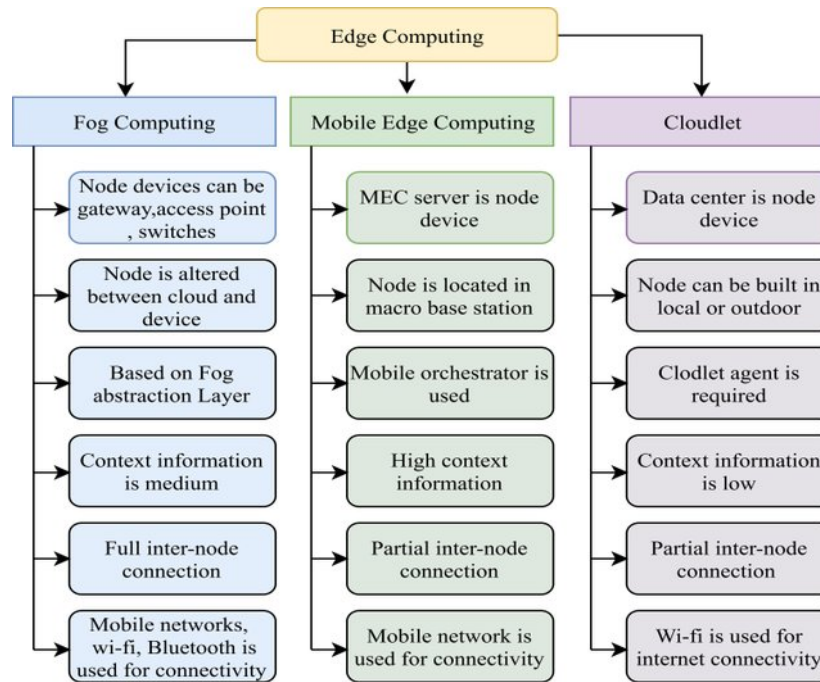 Edge Computing
Fog Computing
Node devices can be
gateway,access point
, switches
Node is altered
between cloud and
device
Based on Fog
abstraction Layer
Context information
is medium
Full inter-node
connection
Mobile networks,
wi-fi, Bluetooth is
used for connectivity
Mobile Edge Computing
MEC server is node
device
Node is located in
macro base station
Mobile orchestrator is
used
High context
information
Partial inter-node
connection
Mobile network is
used for connectivity
Cloudlet
Data center is node
device
Node can be built in
local or outdoor
Clodlet agent is
required
Context information
is low
Partial inter-node
connection
Wi-fi is used for
internet connectivity